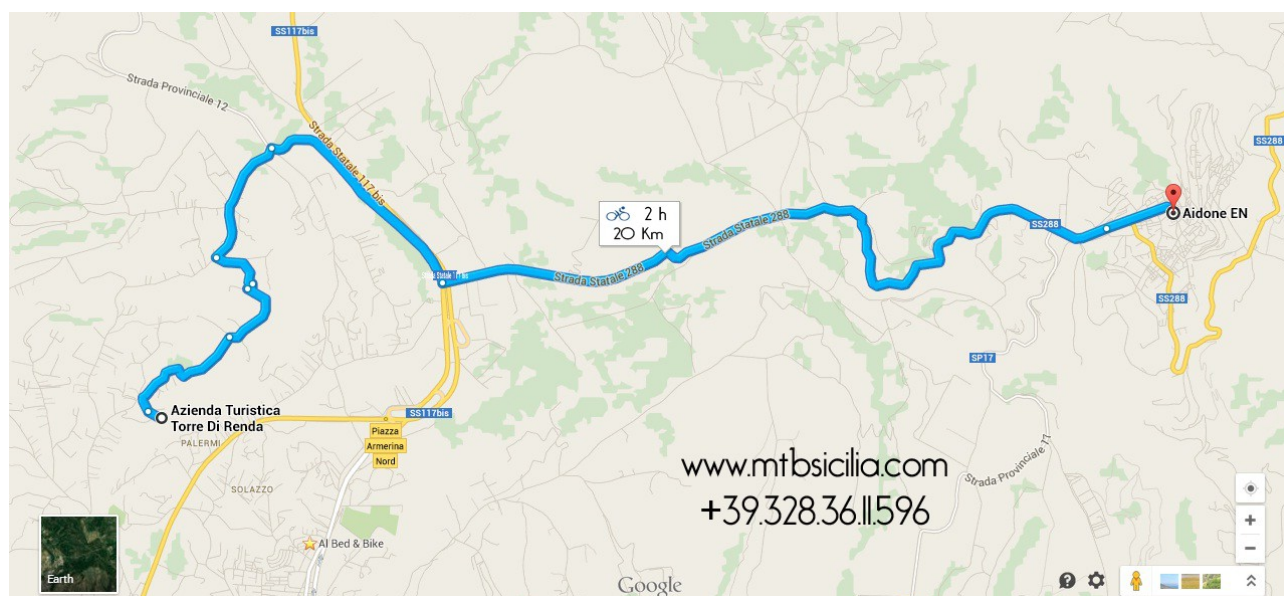 SS117bis
Strada Provinciale 12
Strada Statale 117 bis
SS288
2 h
20 Km
Strada Statale 288
SS288
Aidone EN
Strada Statale 288
SS288
SP17
Azienda Turistica
Torre Di Renda
SS117bis
PALERMI
Piazza
Armerina
Nord
www.mtbsicilia.com
Strada Provinciale 11
SOLAZZO
+39.328.36.11.596
Al Bed & Bike
Earth
Google